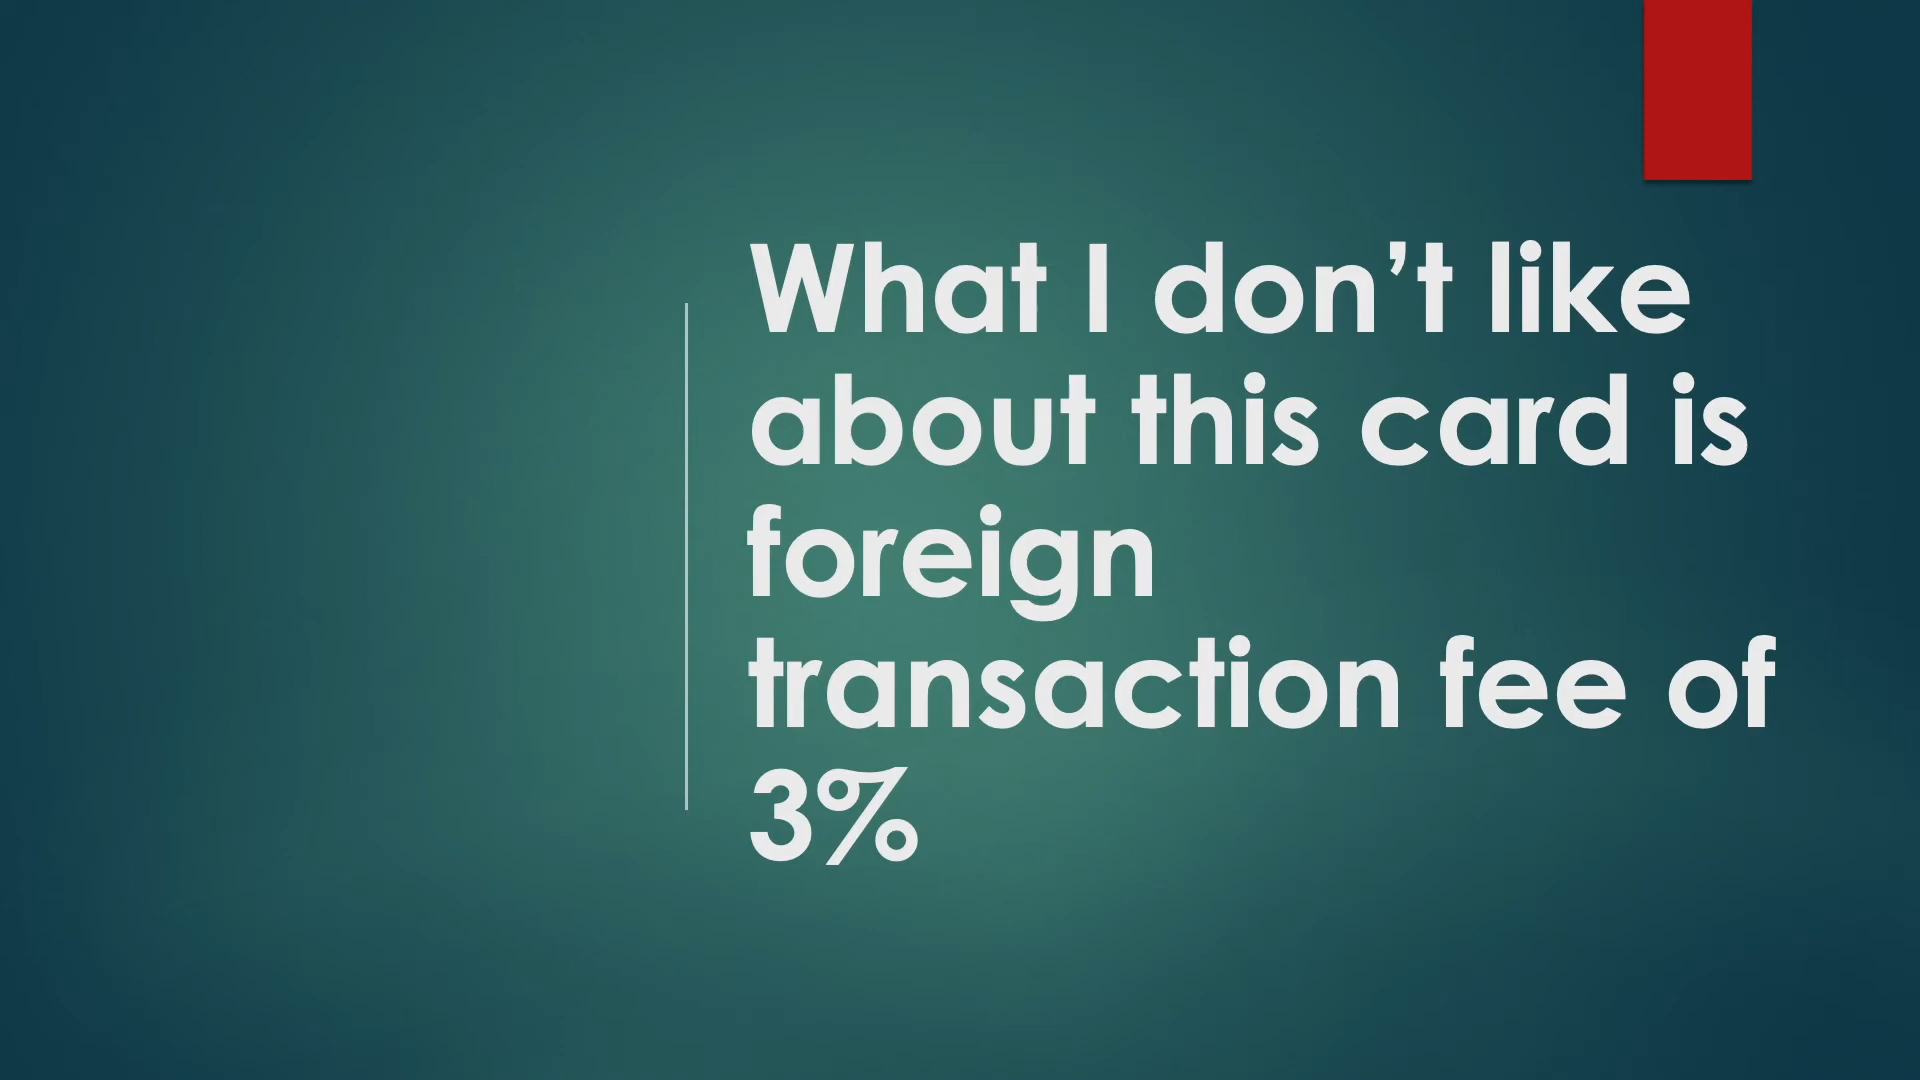 What I don’t like
about this card is
foreign
transaction fee of
3%